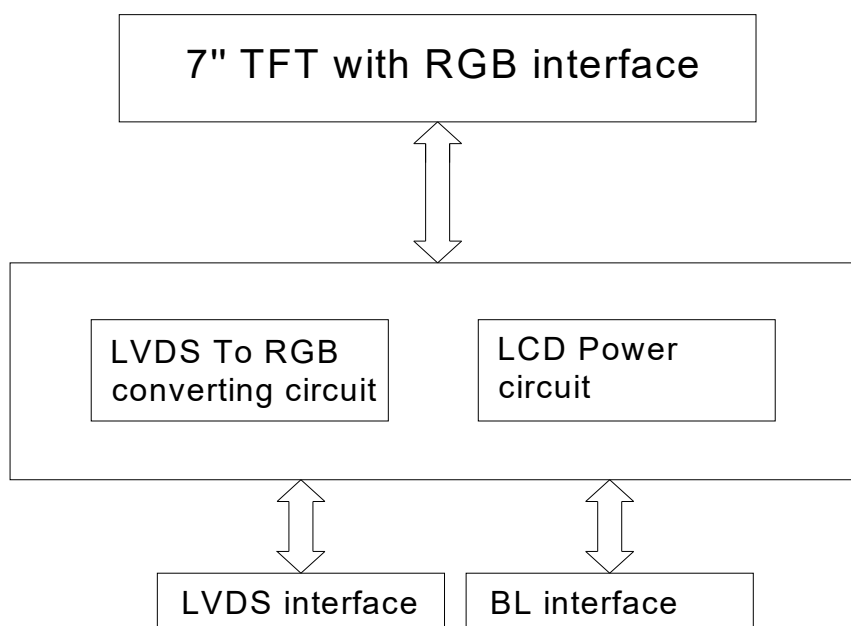 7" TFT with RGB interface
LVDS To RGB
converting circuit
LCD Power
circuit
LVDS interface
BL interface